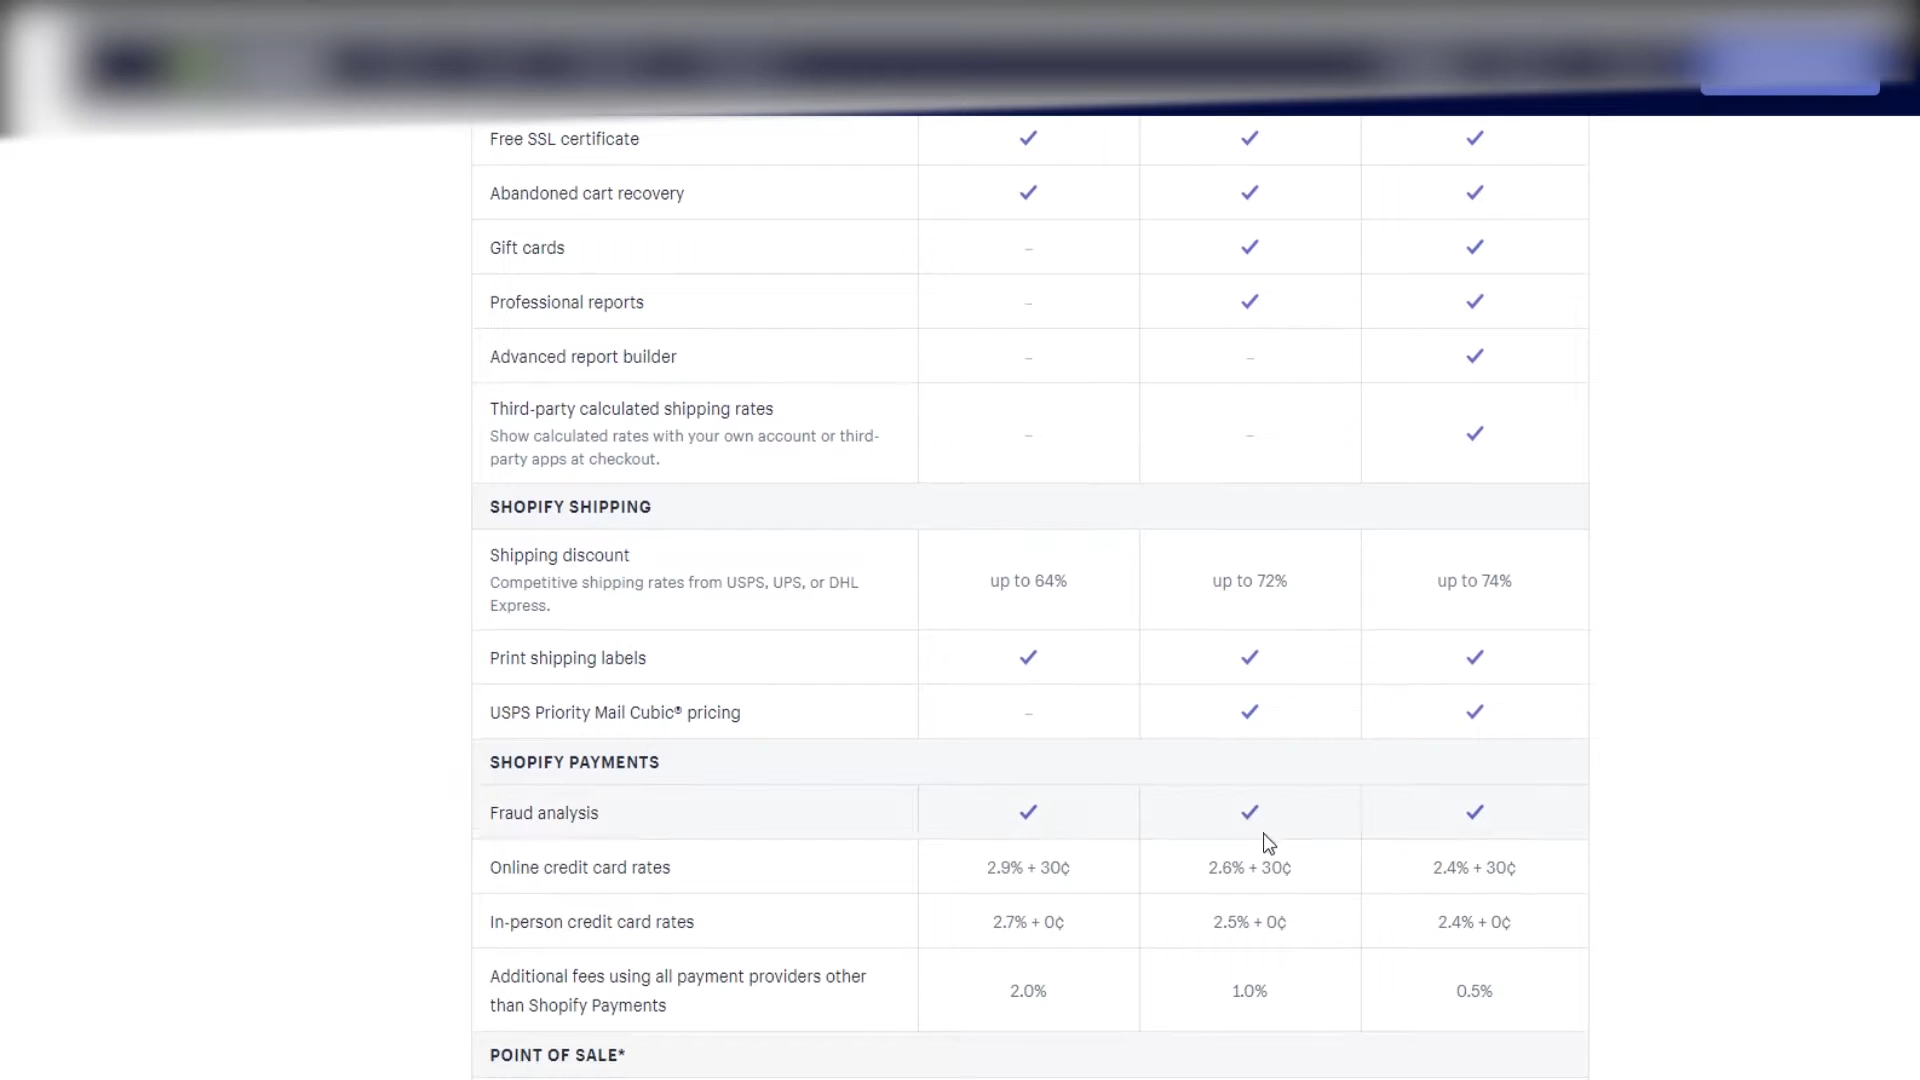 Free SSL certificate
Abandoned cart recovery
Gift cards – 
Professional reports –
Advanced report builder – –
Third-party calculated shipping rates
Show calculated rates with your own account or third-
party apps at checkout.
– –
SHOPIFY SHIPPING
Shipping discount
Competitive shipping rates from USPS, UPS, or DHL
Express.
up to 64% up to 72% up to 74%
Print shipping labels
USPS Priority Mail Cubic® pricing –
SHOPIFY PAYMENTS
Fraud analysis
Online credit card rates 2.9% + 30¢ 2.6% + 30¢ 2.4% + 30¢
In-person credit card rates 2.7% + 0¢ 2.5% + 0¢ 2.4% + 0¢
Additional fees using all payment providers other
than Shopify Payments
2.0% 1.0% 0.5%
POINT OF SALE*